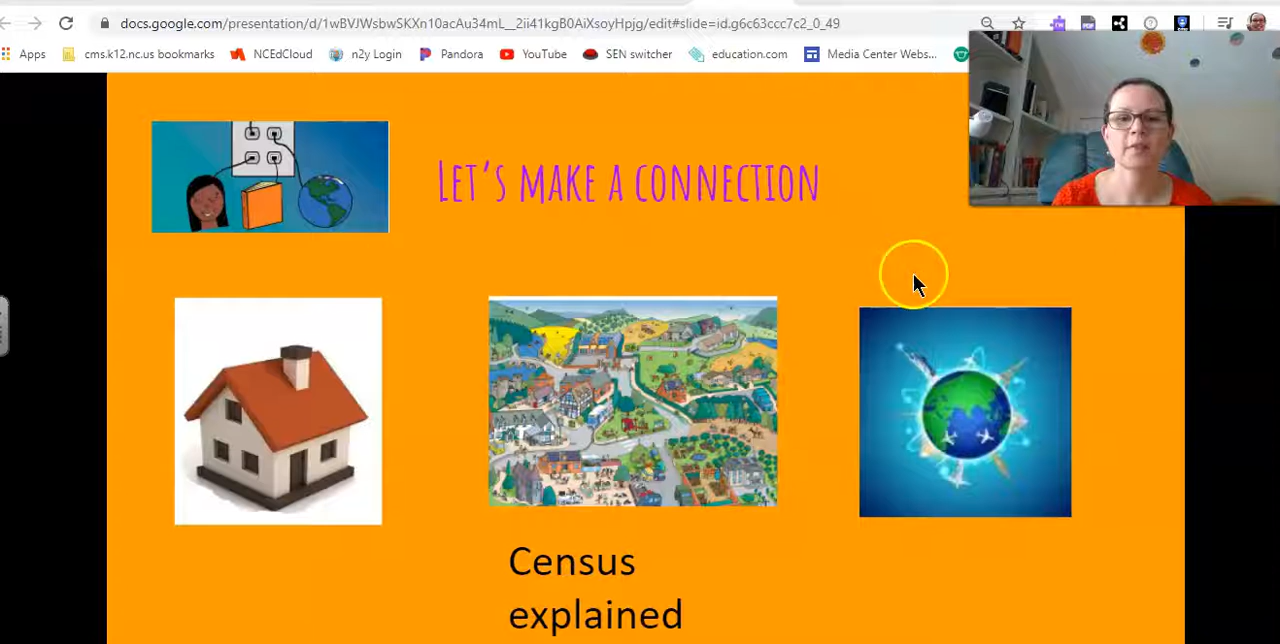 docs.google.com/presentation/d/1wBVJWsbwSKXn10acAu34mL__2ii41kgB0AiXsoyHpjg/edit#slide=id.g6c63ccc7c2_0_49
Apps cms.k12.nc.us bookmarks NCEdCloud n2y Login Pandora YouTube SEN switcher education.com Media Center Webs...
Let's make a connection
Census
explained